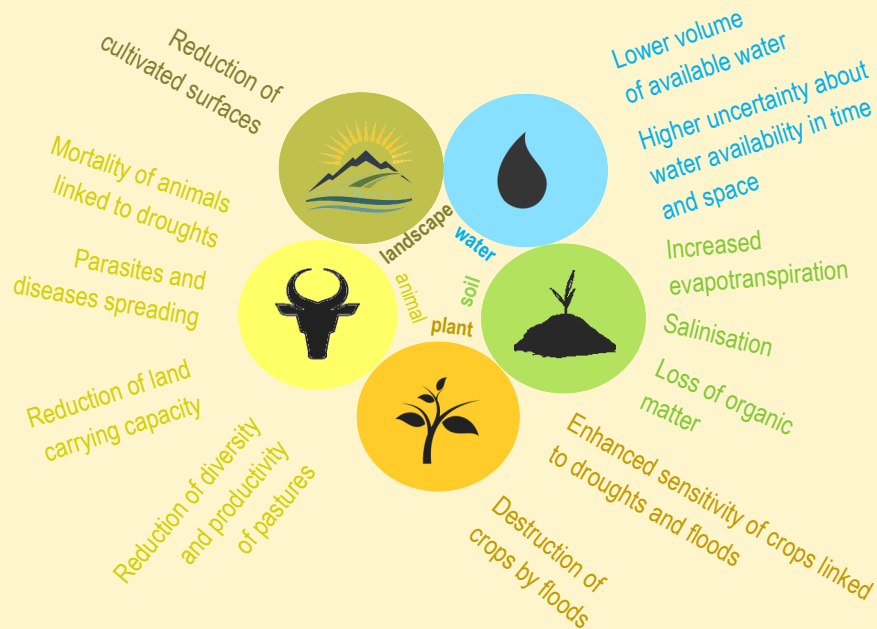 Reduction of
cultivated surfaces
Lower volume
of available water
Higher uncertainty about
water availability in time
and space
Mortality of animals
linked to droughts
Parasites and
diseases spreading
Reduction of land
carrying capacity
Reduction of diversity
and productivity
of pastures
landscape
water
animal
soil
plant
Increased
evapotranspiration
Salinisation
Loss of organic
matter
Enhanced sensitivity of crops linked
to droughts and floods
Destruction of
crops by floods